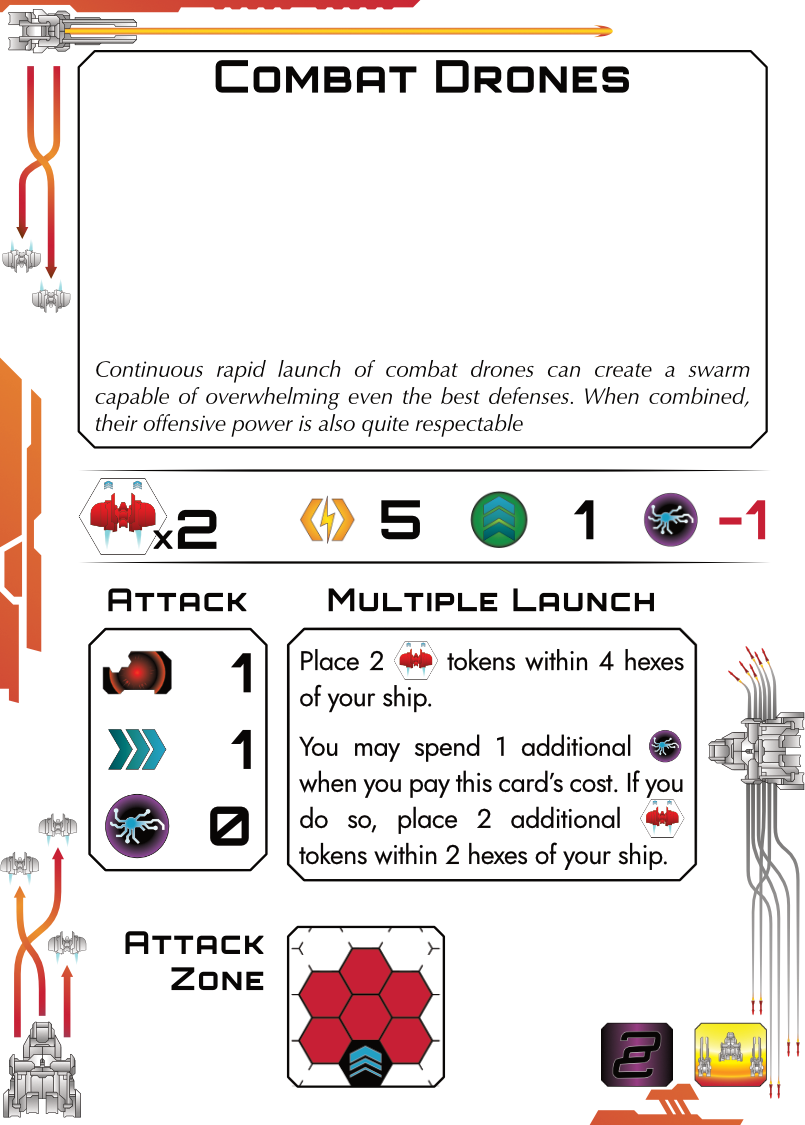 Combat Drones
Continuous rapid launch of combat drones can create a swarm
capable of overwhelming even the best defenses. When combined,
their offensive power is also quite respectable
x2 5 1 -1
Attack
1
1
0
Multiple Launch
Place 2 tokens within 4 hexes
of your ship.
You may spend 1 additional
when you pay this card's cost. If you
do so, place 2 additional
tokens within 2 hexes of your ship.
Attack
Zone
2